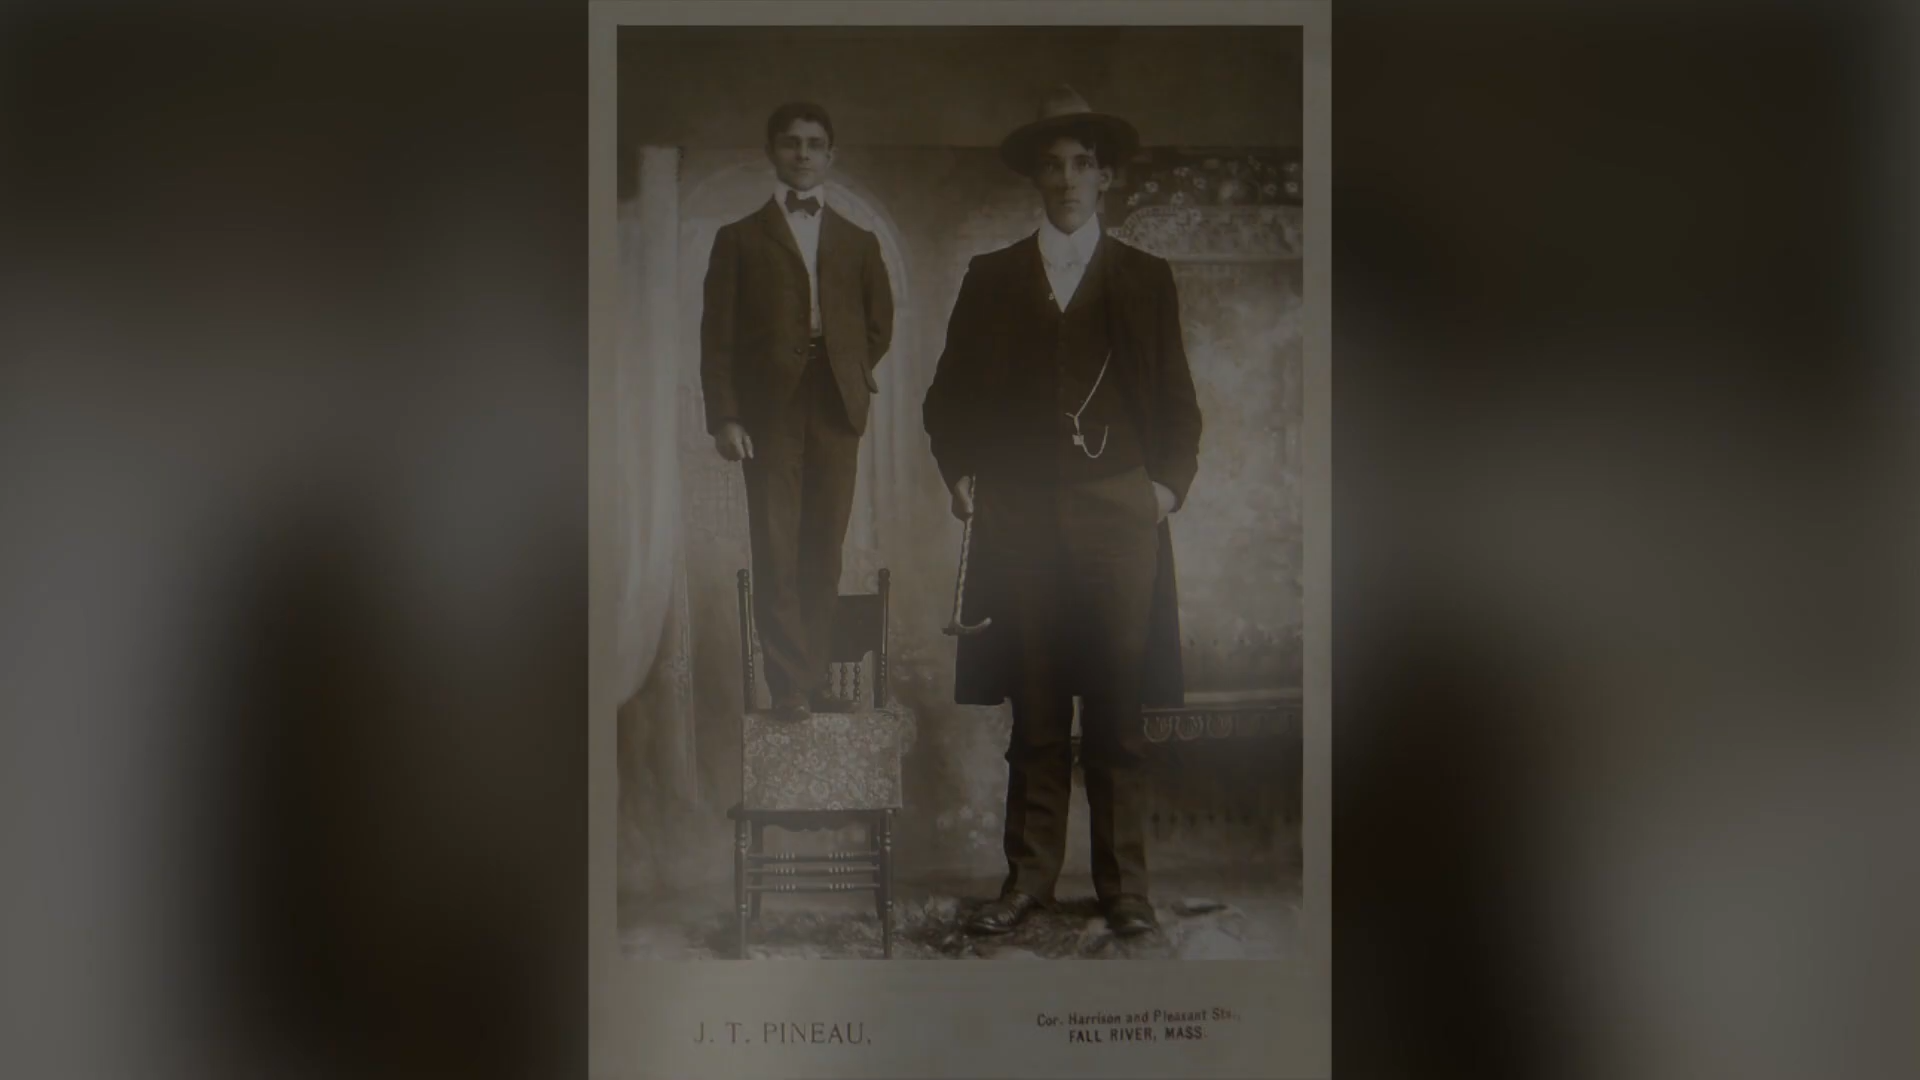 J. T. PINEAU,
Cor. Harrison and Pleasant Sts.,
FALL RIVER, MASS.